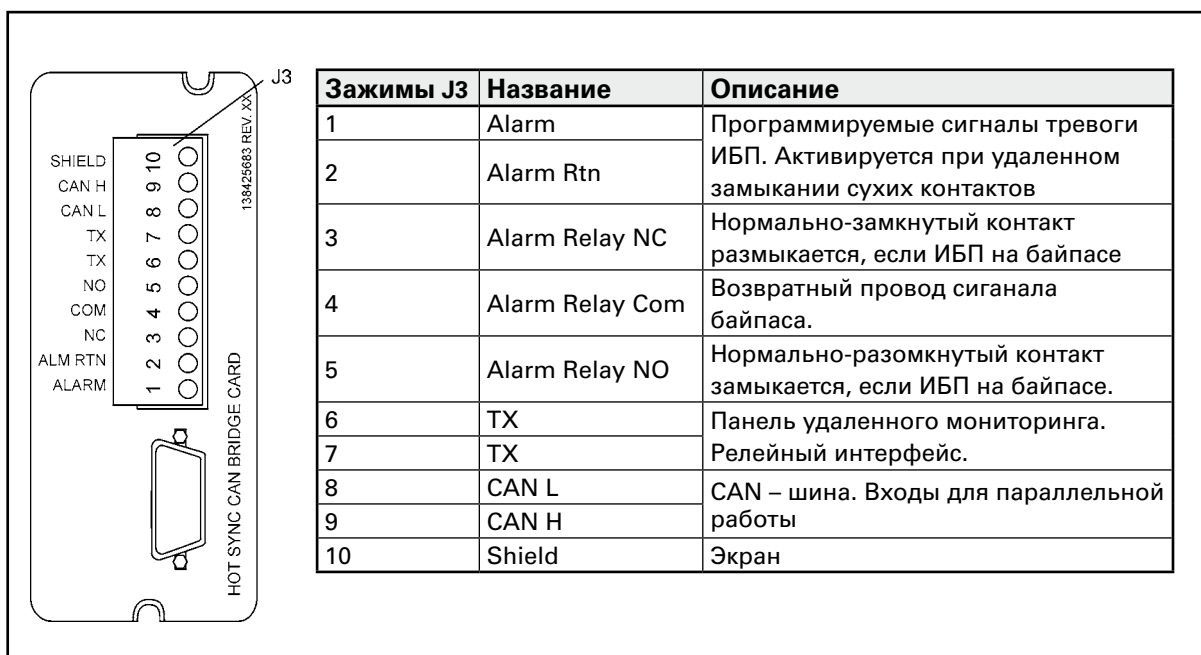 J3
138425683 REV. XX
SHIELD 10
CAN H 9
CAN L 8
TX 7
TX 6
NO 5
COM 4
NC 3
ALM RTN 2
ALARM 1
HOT SYNC CAN BRIDGE CARD
Зажимы J3 Название Описание
1 Alarm Программируемые сигналы тревоги
ИБП. Активируется при удаленном
2 Alarm Rtn
замыкании сухих контактов
3 Alarm Relay NC Нормально-замкнутый контакт
размыкается, если ИБП на байпасе
4 Alarm Relay Com Возвратный провод сиганала
байпаса.
5 Alarm Relay NO Нормально-разомкнутый контакт
замыкается, если ИБП на байпасе.
6 TX Панель удаленного мониторинга.
7 TX Релейный интерфейс.
8 CAN L CAN – шина. Входы для параллельной
9 CAN H работы
10 Shield Экран